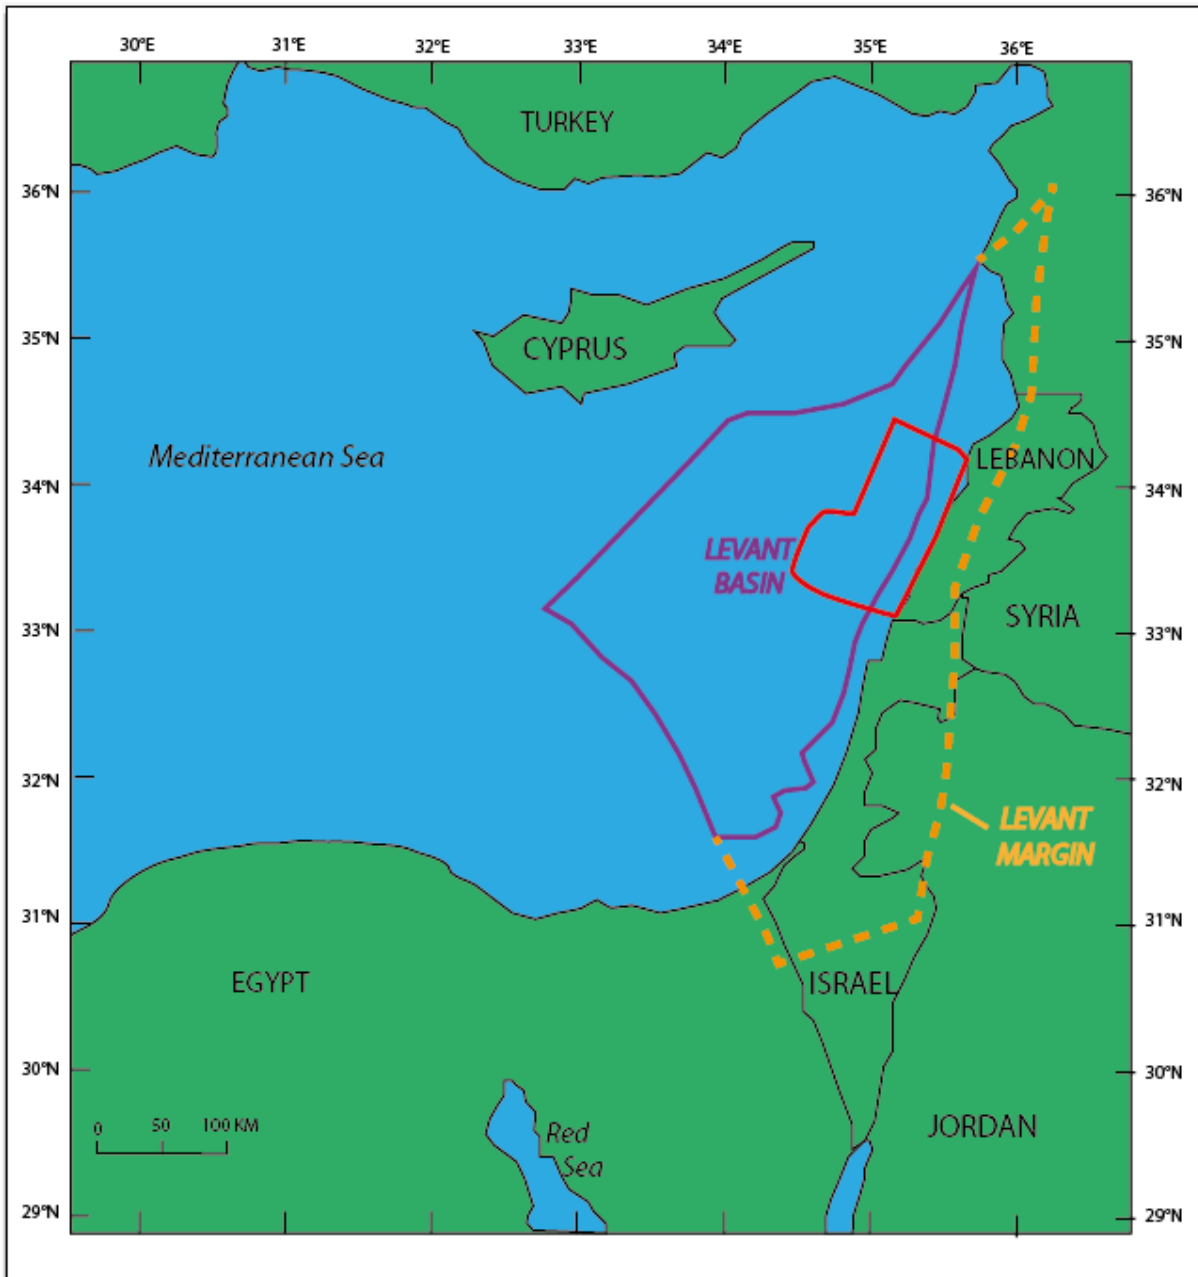 30°E 31°E 32°E 33°E 34°E 35°E 36°E
TURKEY
36°N 36°N
35°N 35°N
CYPRUS
Mediterranean Sea
LEBANON
34°N 34°N
LEVANT
BASIN
SYRIA
33°N 33°N
32°N 32°N
LEVANT
MARGIN
31°N 31°N
EGYPT
ISRAEL
30°N 30°N
0 50 100 KM
Red
Sea
JORDAN
29°N 29°N